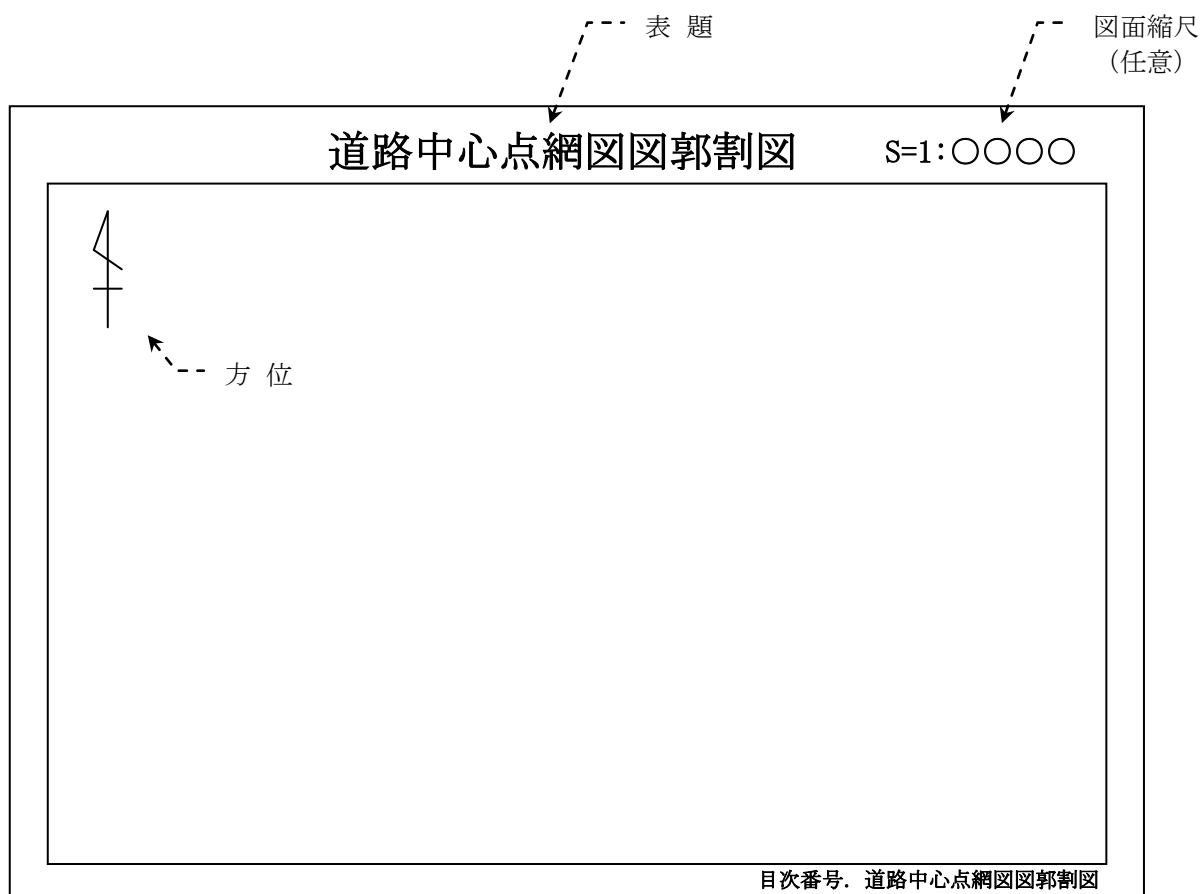 表 題
図面縮尺
(任意)
道路中心点網図図郭割図 S=1:○○○○
方 位
目次番号. 道路中心点網図図郭割図